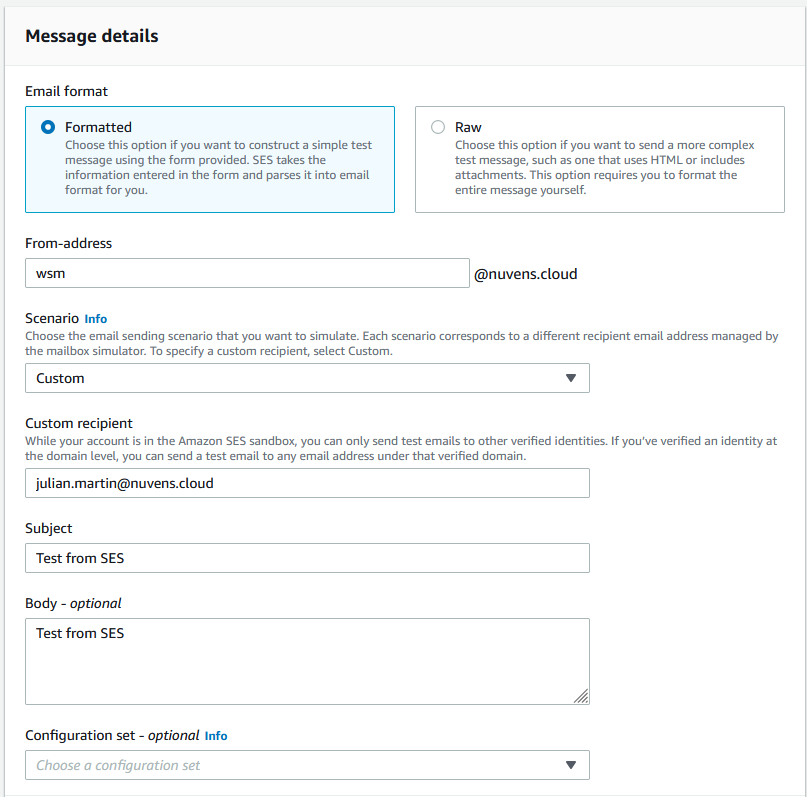 Message details
Email format
Formatted
Choose this option if you want to construct a simple test
message using the form provided. SES takes the
information entered in the form and parses it into email
format for you.
Raw
Choose this option if you want to send a more complex
test message, such as one that uses HTML or includes
attachments. This option requires you to format the
entire message yourself.
From-address
wsm @nuvens.cloud
Scenario Info
Choose the email sending scenario that you want to simulate. Each scenario corresponds to a different recipient email address managed by
the mailbox simulator. To specify a custom recipient, select Custom.
Custom
Custom recipient
While your account is in the Amazon SES sandbox, you can only send test emails to other verified identities. If you've verified an identity at
the domain level, you can send a test email to any email address under that verified domain.
julian.martin@nuvens.cloud
Subject
Test from SES
Body - optional
Test from SES
Configuration set - optional Info
Choose a configuration set